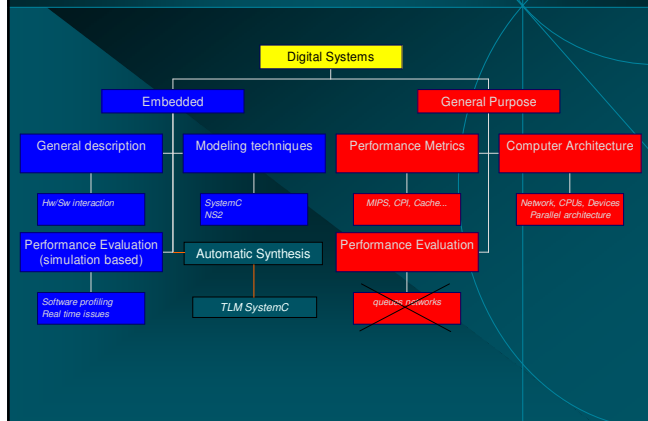 Digital Systems
Embedded
General Purpose
General description
Modeling techniques
Performance Metrics
Computer Architecture
Hw/Sw interaction
SystemC
NS2
MIPS, CPI, Cache...
Network, CPUs, Devices
Parallel architecture
Performance Evaluation
(simulation based)
Automatic Synthesis
Performance Evaluation
Software profiling
Real time issues
TLM SystemC
queues networks